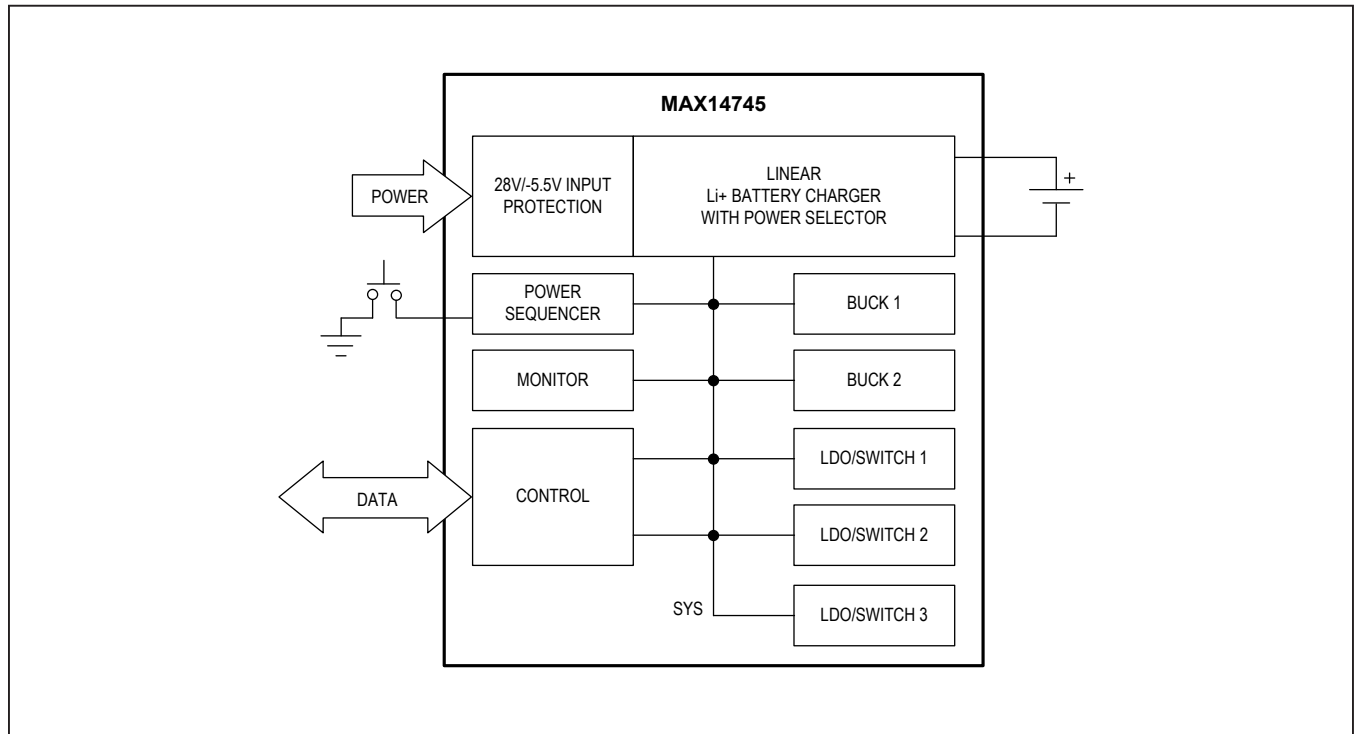 MAX14745
POWER
28V/-5.5V INPUT
PROTECTION
LINEAR
Li+ BATTERY CHARGER
WITH POWER SELECTOR
+
POWER
SEQUENCER
BUCK 1
MONITOR
BUCK 2
DATA
CONTROL
LDO/SWITCH 1
LDO/SWITCH 2
SYS
LDO/SWITCH 3